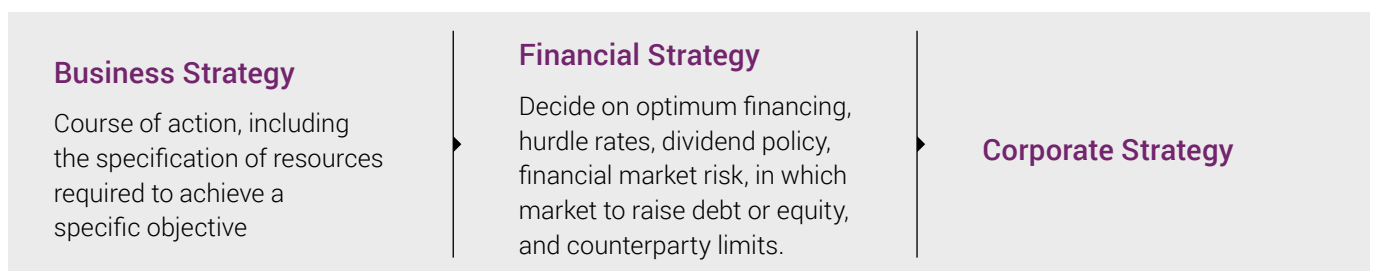 Business Strategy
Course of action, including
the specification of resources
required to achieve a
specific objective
Financial Strategy
Decide on optimum financing,
hurdle rates, dividend policy,
financial market risk, in which
market to raise debt or equity,
and counterparty limits.
Corporate Strategy